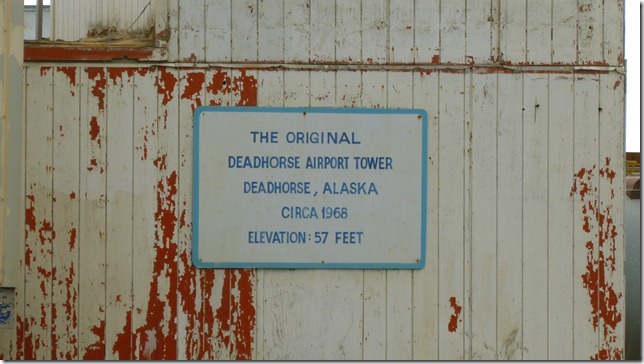 THE ORIGINAL
DEADHORSE AIRPORT TOWER
DEADHORSE, ALASKA
CIRCA 1968
ELEVATION: 57 FEET